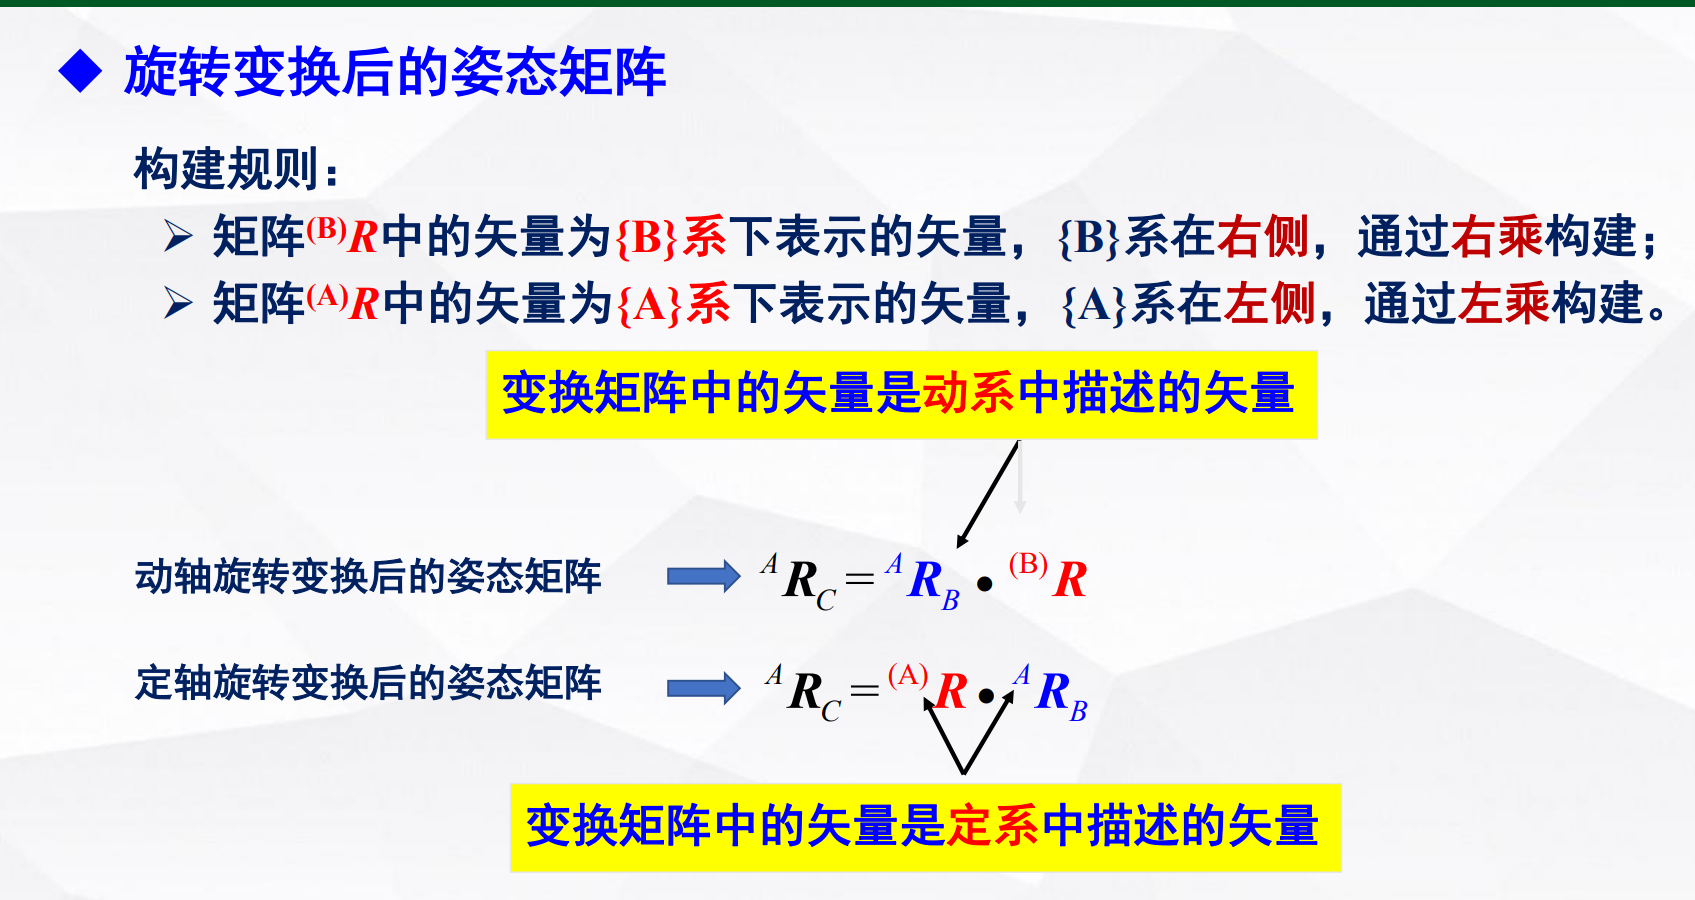 ◆ 旋转变换后的姿态矩阵
构建规则：
➢ 矩阵(B)R中的矢量为{B}系下表示的矢量，{B}系在右侧，通过右乘构建；
➢ 矩阵(A)R中的矢量为{A}系下表示的矢量，{A}系在左侧，通过左乘构建。
变换矩阵中的矢量是动系中描述的矢量
动轴旋转变换后的姿态矩阵 ᴬR_C = ᴬR_B • (B)R
定轴旋转变换后的姿态矩阵 ᴬR_C = (A)R • ᴬR_B
变换矩阵中的矢量是定系中描述的矢量